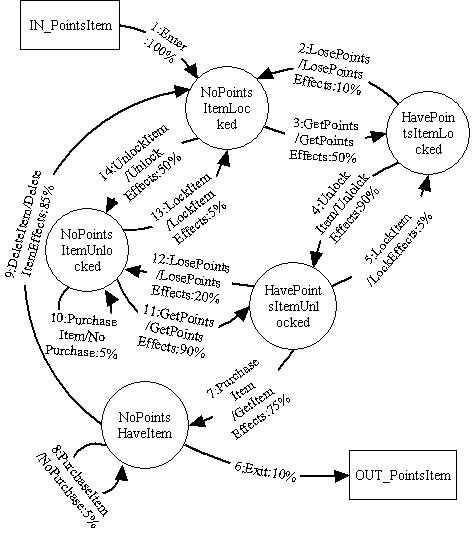 IN_PointsItem
1:Enter
:100%
2:LosePoints
/LosePoints
Effects:10%
NoPoints
ItemLoc
ked
3:GetPoints
/GetPoints
Effects:50%
HavePoin
tsItemLo
cked
14:UnlockItem
/Unlock
Effects:50%
13:LockItem
/LockItem
Effects:5%
4:Unlock
Item/Unlolck
Effects:90%
5:LockItem
/LockEffects:5%
9:DeleteItem/Delete
ItemEffects:85%
NoPoints
ItemUnlo
cked
12:LosePoints
/LosePoints
Effects:20%
HavePoint
sItemUnl
ocked
10:Purchase
Item/No
Purchase:5%
11:GetPoints
/GetPoints
Effects:90%
7:Purchase
Item
/GetItem
Effects:75%
NoPoints
HaveItem
8:PurchaseItem
/NoPurchase:5%
6:Exit:10%
OUT_PointsItem